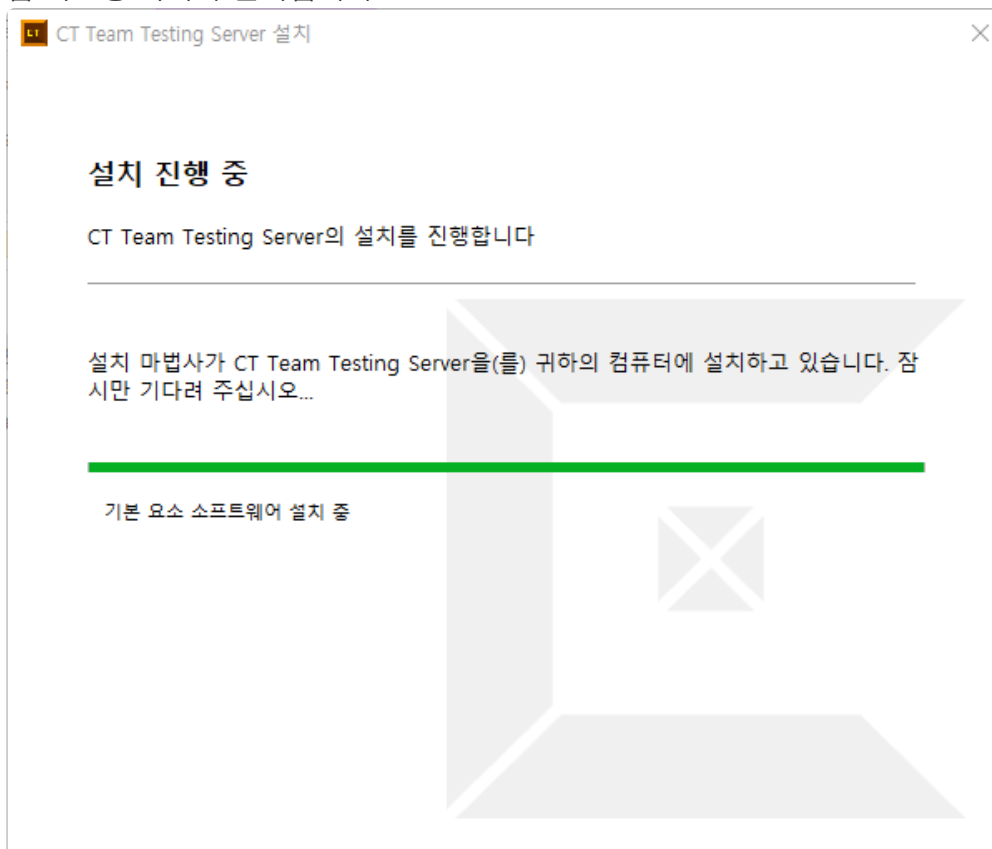 LT CT Team Testing Server 설치
설치 진행 중
CT Team Testing Server의 설치를 진행합니다
설치 마법사가 CT Team Testing Server을(를) 귀하의 컴퓨터에 설치하고 있습니다. 잠
시만 기다려 주십시오...
기본 요소 소프트웨어 설치 중